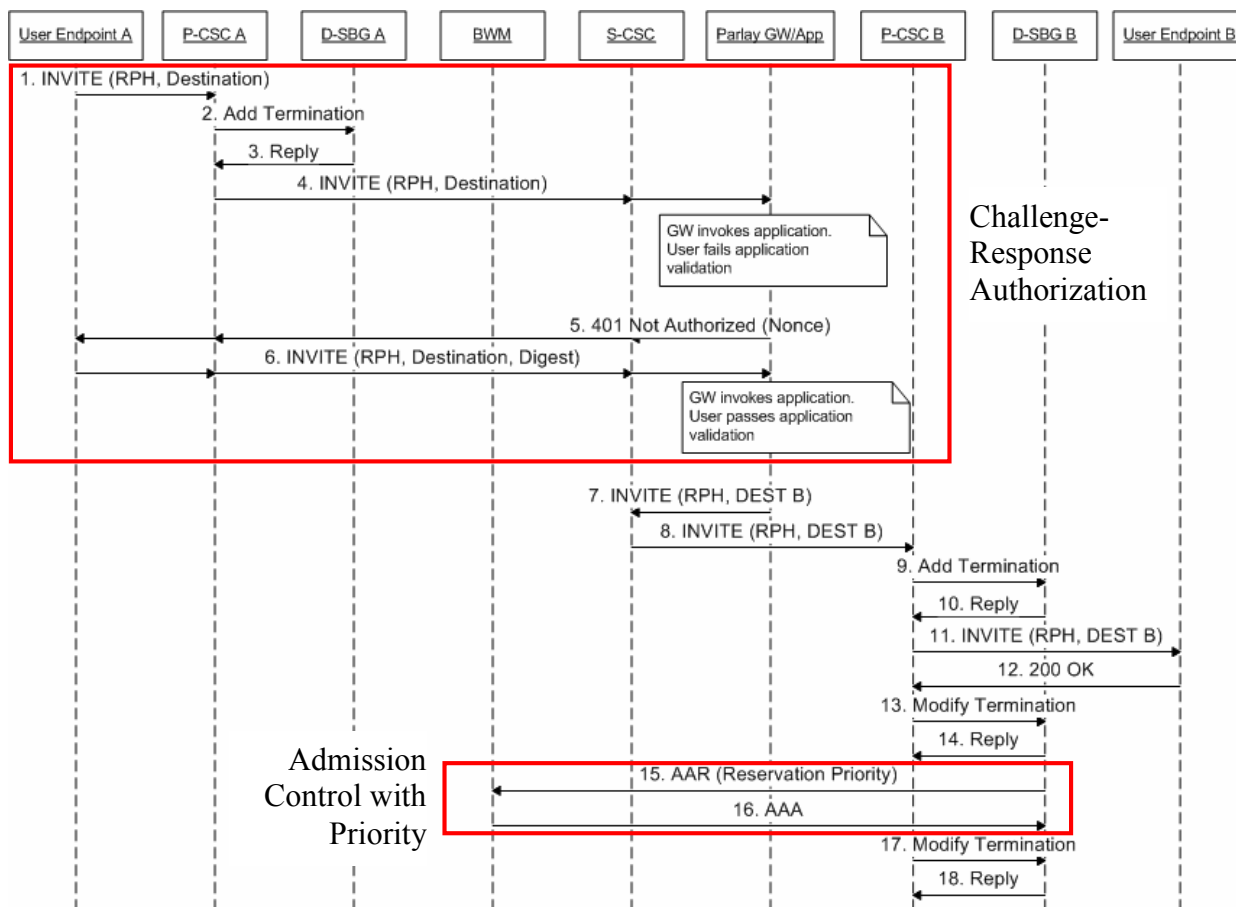 User Endpoint A
P-CSC A
D-SBG A
BWM
S-CSC
Parlay GW/App
P-CSC B
D-SBG B
User Endpoint B
1. INVITE (RPH, Destination)
2. Add Termination
3. Reply
4. INVITE (RPH, Destination)
GW invokes application.
User fails application
validation
Challenge-
Response
Authorization
5. 401 Not Authorized (Nonce)
6. INVITE (RPH, Destination, Digest)
GW invokes application.
User passes application
validation
7. INVITE (RPH, DEST B)
8. INVITE (RPH, DEST B)
9. Add Termination
10. Reply
11. INVITE (RPH, DEST B)
12. 200 OK
13. Modify Termination
14. Reply
Admission
Control with
Priority
15. AAR (Reservation Priority)
16. AAA
17. Modify Termination
18. Reply